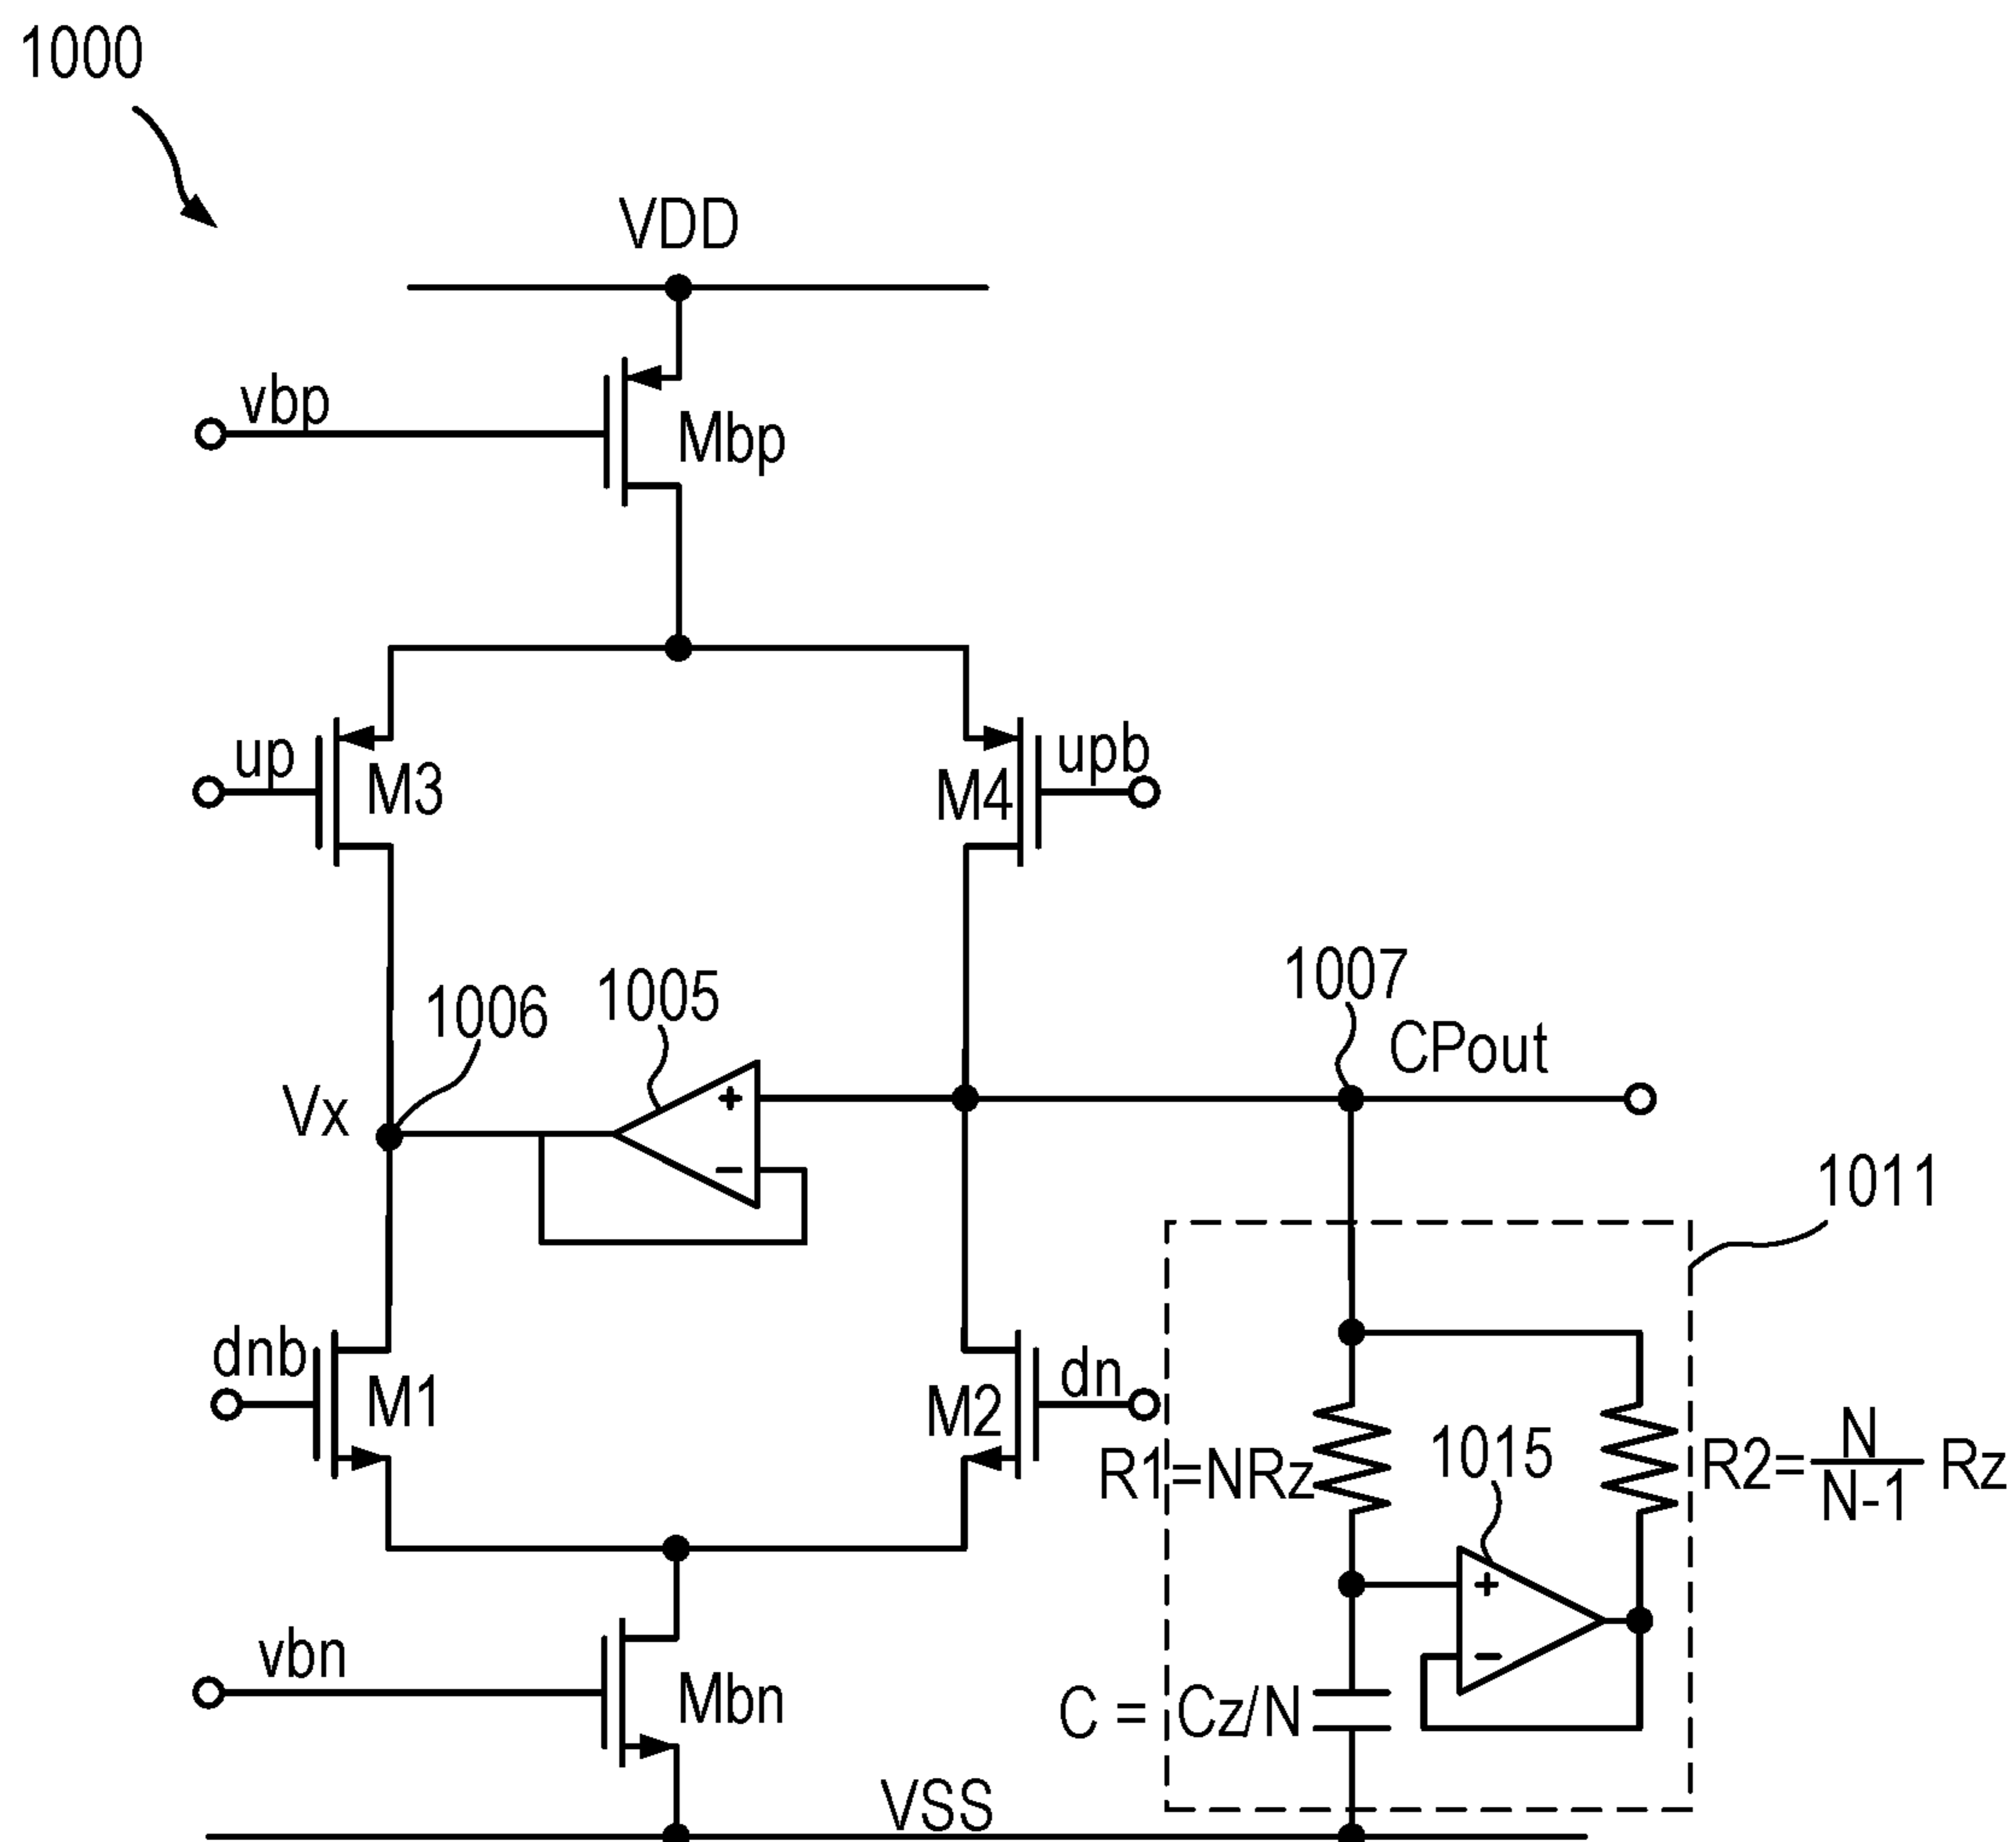 1000
VDD
vbp
Mbp
up
M3
M4
upb
1006
1005
1007
CPout
Vx
+
−
1011
dnb
M1
M2
dn
R1=NRz
1015
R2=N/N-1 Rz
+
−
vbn
Mbn
C = Cz/N
VSS